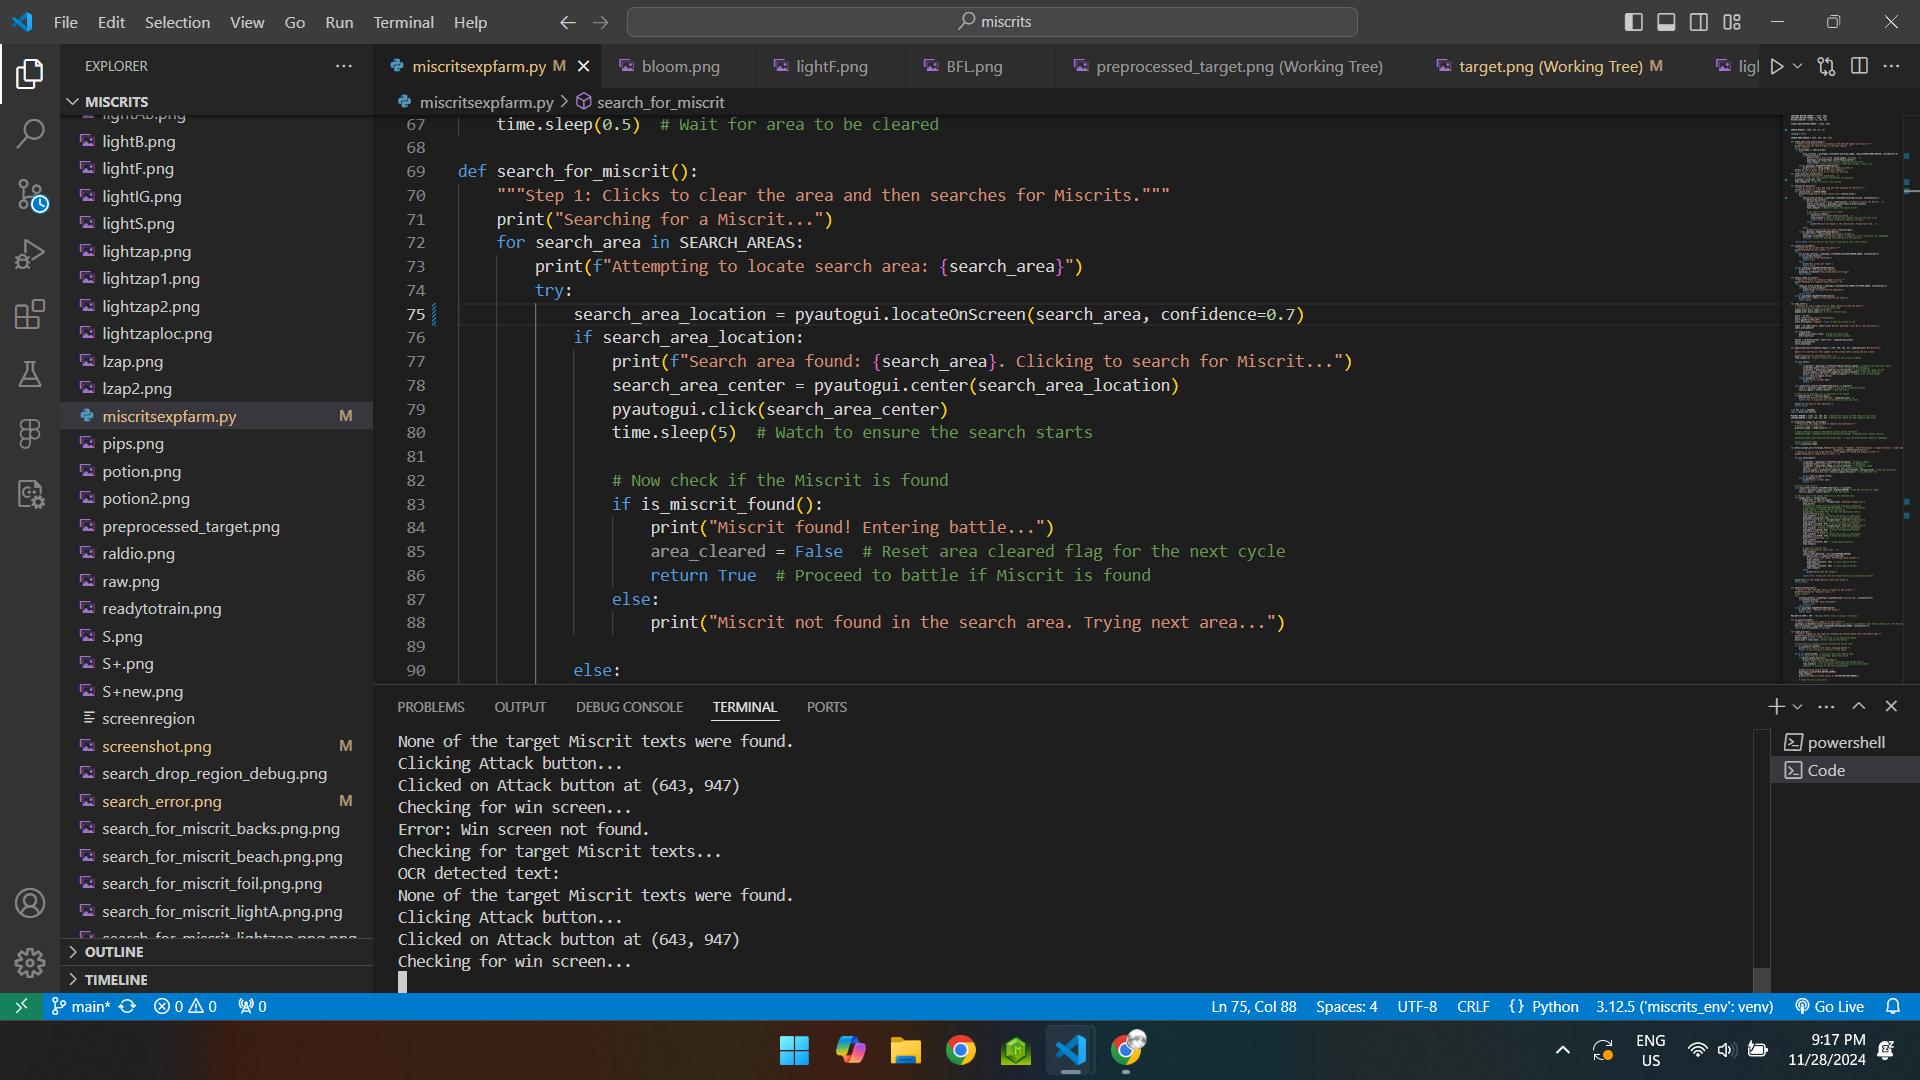 File Edit Selection View Go Run Terminal Help
miscrits
EXPLORER
MISCRITS
lightAb.png
lightB.png
lightF.png
lightIG.png
lightS.png
lightzap.png
lightzap1.png
lightzap2.png
lightzaploc.png
lzap.png
lzap2.png
miscritsexpfarm.py M
pips.png
potion.png
potion2.png
preprocessed_target.png
raldio.png
raw.png
readytotrain.png
S.png
S+.png
S+new.png
screenregion
screenshot.png M
search_drop_region_debug.png
search_error.png M
search_for_miscrit_backs.png.png
search_for_miscrit_beach.png.png
search_for_miscrit_foil.png.png
search_for_miscrit_lightA.png.png
search_for_miscrit_lightzap.png.png
OUTLINE
TIMELINE
miscritsexpfarm.py M bloom.png lightF.png BFL.png preprocessed_target.png (Working Tree) target.png (Working Tree) M
miscritsexpfarm.py > search_for_miscrit
67 time.sleep(0.5) # Wait for area to be cleared
68
69 def search_for_miscrit():
70 """Step 1: Clicks to clear the area and then searches for Miscrits."""
71 print("Searching for a Miscrit...")
72 for search_area in SEARCH_AREAS:
73 print(f"Attempting to locate search area: {search_area}")
74 try:
75 search_area_location = pyautogui.locateOnScreen(search_area, confidence=0.7)
76 if search_area_location:
77 print(f"Search area found: {search_area}. Clicking to search for Miscrit...")
78 search_area_center = pyautogui.center(search_area_location)
79 pyautogui.click(search_area_center)
80 time.sleep(5) # Watch to ensure the search starts
81
82 # Now check if the Miscrit is found
83 if is_miscrit_found():
84 print("Miscrit found! Entering battle...")
85 area_cleared = False # Reset area cleared flag for the next cycle
86 return True # Proceed to battle if Miscrit is found
87 else:
88 print("Miscrit not found in the search area. Trying next area...")
89
90 else:
PROBLEMS OUTPUT DEBUG CONSOLE TERMINAL PORTS
None of the target Miscrit texts were found.
Clicking Attack button...
Clicked on Attack button at (643, 947)
Checking for win screen...
Error: Win screen not found.
Checking for target Miscrit texts...
OCR detected text:
None of the target Miscrit texts were found.
Clicking Attack button...
Clicked on Attack button at (643, 947)
Checking for win screen...
powershell
Code
main* 0 0 0 Ln 75, Col 88 Spaces: 4 UTF-8 CRLF {} Python 3.12.5 ('miscrits_env': venv) Go Live
ENG
US
9:17 PM
11/28/2024